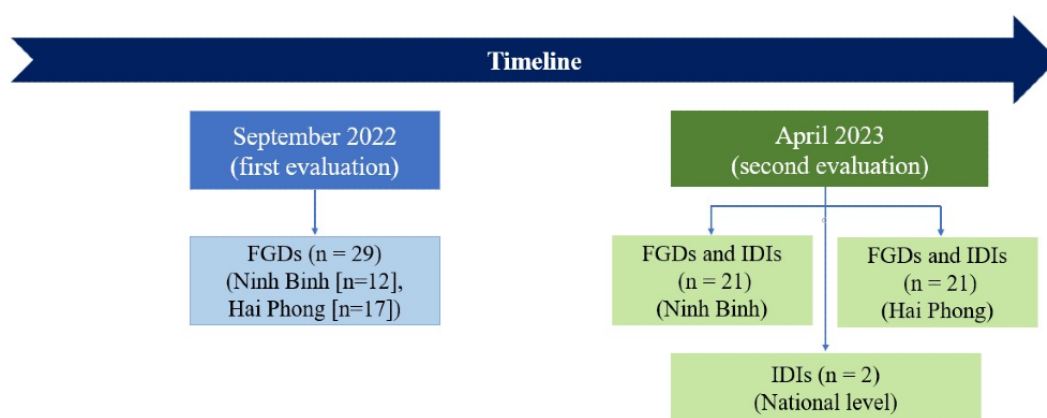 Timeline
September 2022
(first evaluation)
April 2023
(second evaluation)
FGDs (n = 29)
(Ninh Binh [n=12],
Hai Phong [n=17])
FGDs and IDIs
(n = 21)
(Ninh Binh)
FGDs and IDIs
(n = 21)
(Hai Phong)
IDIs (n = 2)
(National level)